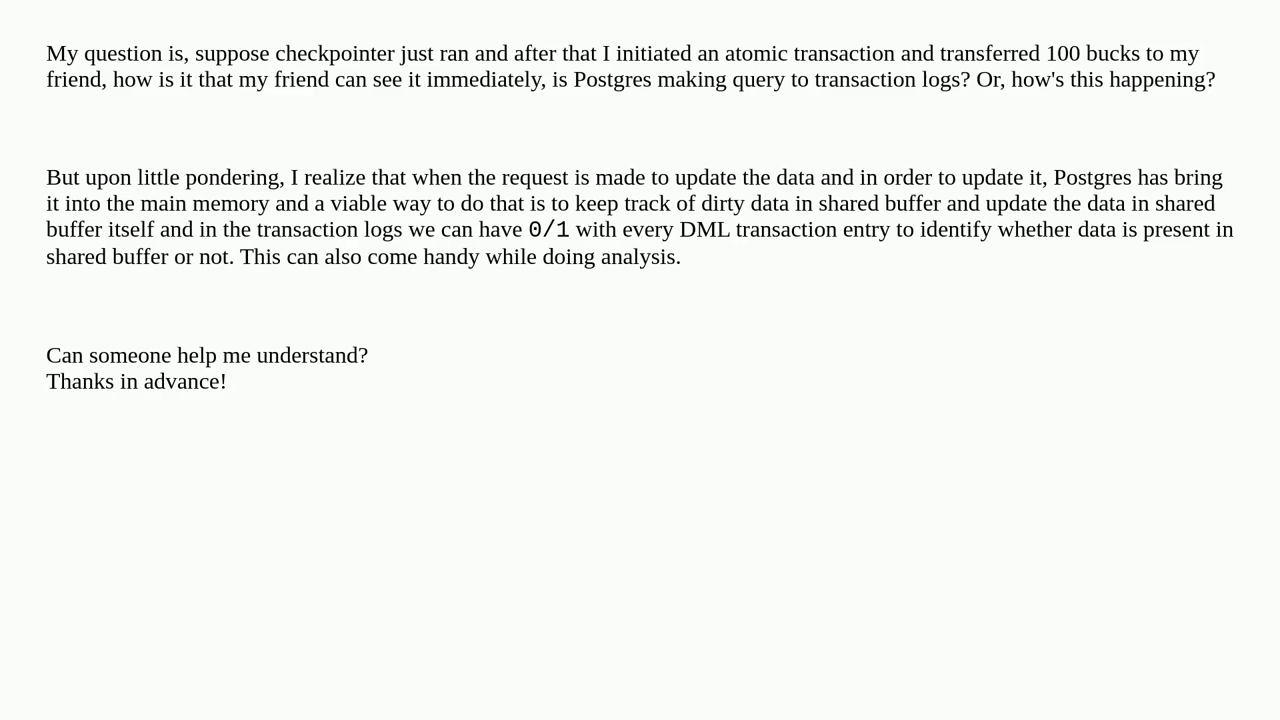 My question is, suppose checkpointer just ran and after that I initiated an atomic transaction and transferred 100 bucks to my
friend, how is it that my friend can see it immediately, is Postgres making query to transaction logs? Or, how's this happening?
But upon little pondering, I realize that when the request is made to update the data and in order to update it, Postgres has bring
it into the main memory and a viable way to do that is to keep track of dirty data in shared buffer and update the data in shared
buffer itself and in the transaction logs we can have 0/1 with every DML transaction entry to identify whether data is present in
shared buffer or not. This can also come handy while doing analysis.
Can someone help me understand?
Thanks in advance!